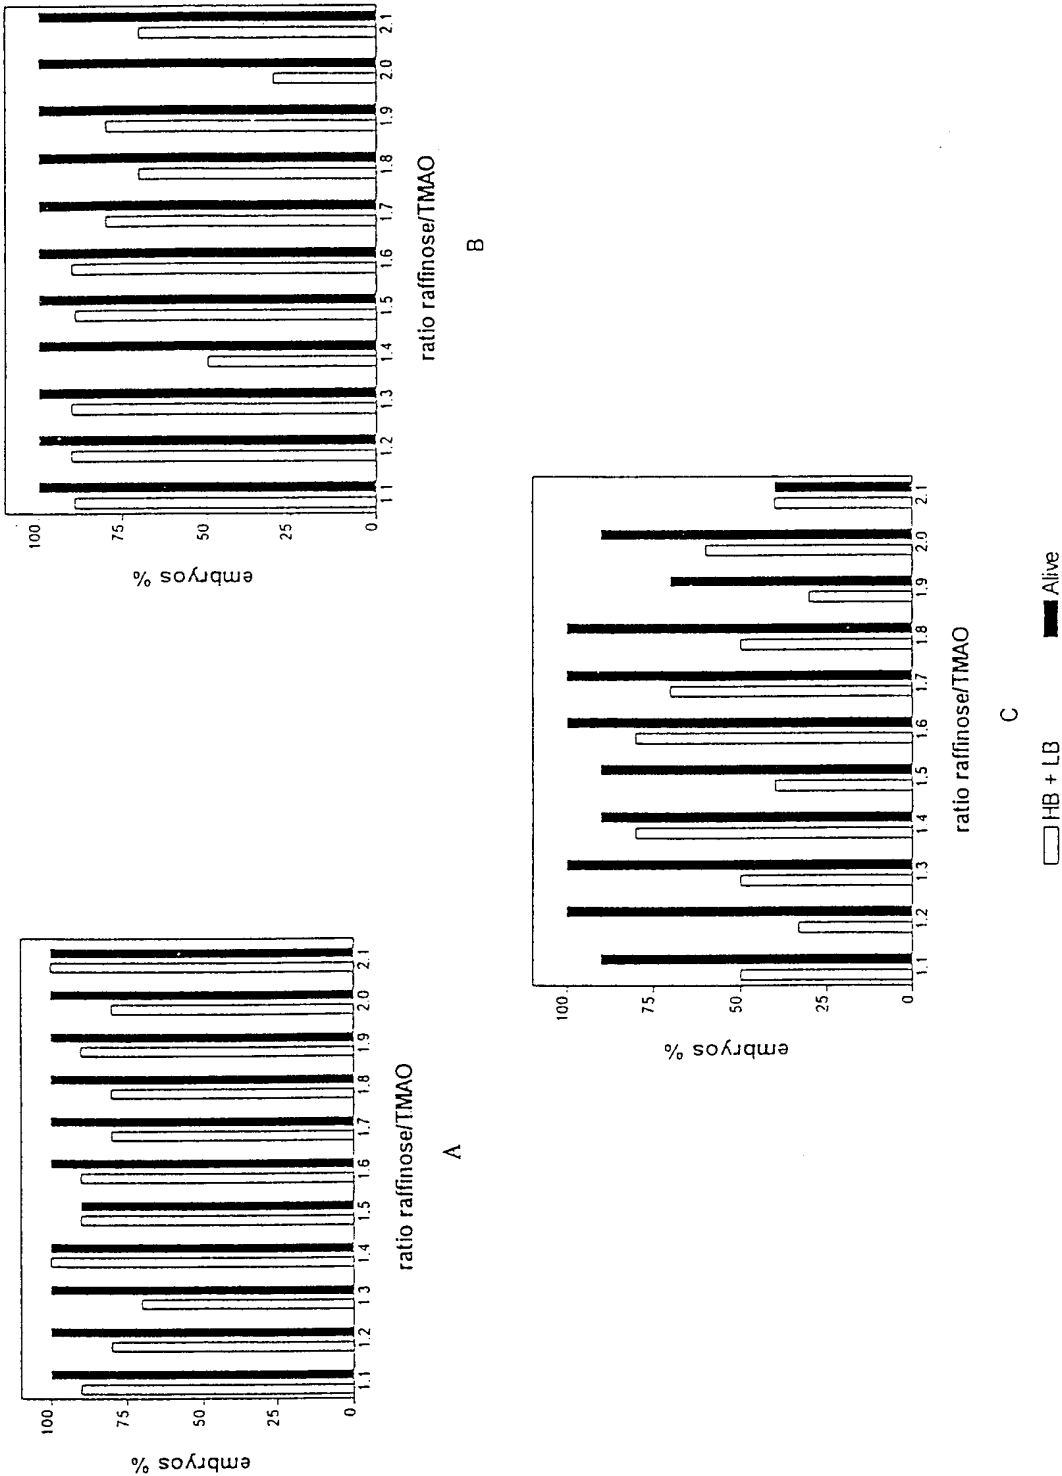 embryos %
100
75
50
25
0
1.1 1.2 1.3 1.4 1.5 1.6 1.7 1.8 1.9 2.0 2.1
ratio raffinose/TMAO
A
embryos %
100
75
50
25
0
1 1 1.2 1.3 1.4 1.5 1.6 1.7 1.8 1.9 2.0 2.1
ratio raffinose/TMAO
B
embryos %
100
75
50
25
0
1.1 1.2 1.3 1.4 1.5 1.6 1.7 1.8 1.9 2.0 2.1
ratio raffinose/TMAO
C
HB + LB Alive